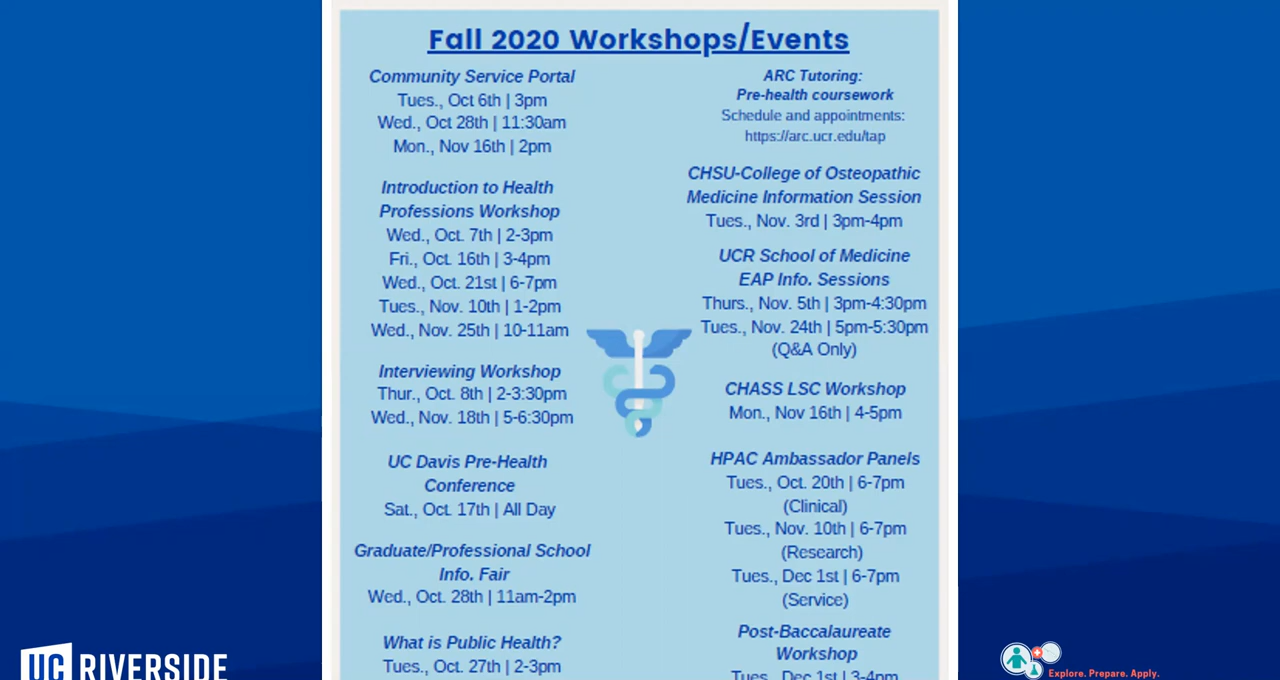 Fall 2020 Workshops/Events
Community Service Portal
Tues., Oct 6th | 3pm
Wed., Oct 28th | 11:30am
Mon., Nov 16th | 2pm
Introduction to Health
Professions Workshop
Wed., Oct. 7th | 2-3pm
Fri., Oct. 16th | 3-4pm
Wed., Oct. 21st | 6-7pm
Tues., Nov. 10th | 1-2pm
Wed., Nov. 25th | 10-11am
Interviewing Workshop
Thur., Oct. 8th | 2-3:30pm
Wed., Nov. 18th | 5-6:30pm
UC Davis Pre-Health
Conference
Sat., Oct. 17th | All Day
Graduate/Professional School
Info. Fair
Wed., Oct. 28th | 11am-2pm
What is Public Health?
Tues., Oct. 27th | 2-3pm
ARC Tutoring:
Pre-health coursework
Schedule and appointments:
https://arc.ucr.edu/tap
CHSU-College of Osteopathic
Medicine Information Session
Tues., Nov. 3rd | 3pm-4pm
UCR School of Medicine
EAP Info. Sessions
Thurs., Nov. 5th | 3pm-4:30pm
Tues., Nov. 24th | 5pm-5:30pm
(Q&A Only)
CHASS LSC Workshop
Mon., Nov 16th | 4-5pm
HPAC Ambassador Panels
Tues., Oct. 20th | 6-7pm
(Clinical)
Tues., Nov. 10th | 6-7pm
(Research)
Tues., Dec 1st | 6-7pm
(Service)
Post-Baccalaureate
Workshop
Tues., Dec 1st | 3-4pm
UC RIVERSIDE
Explore. Prepare. Apply.